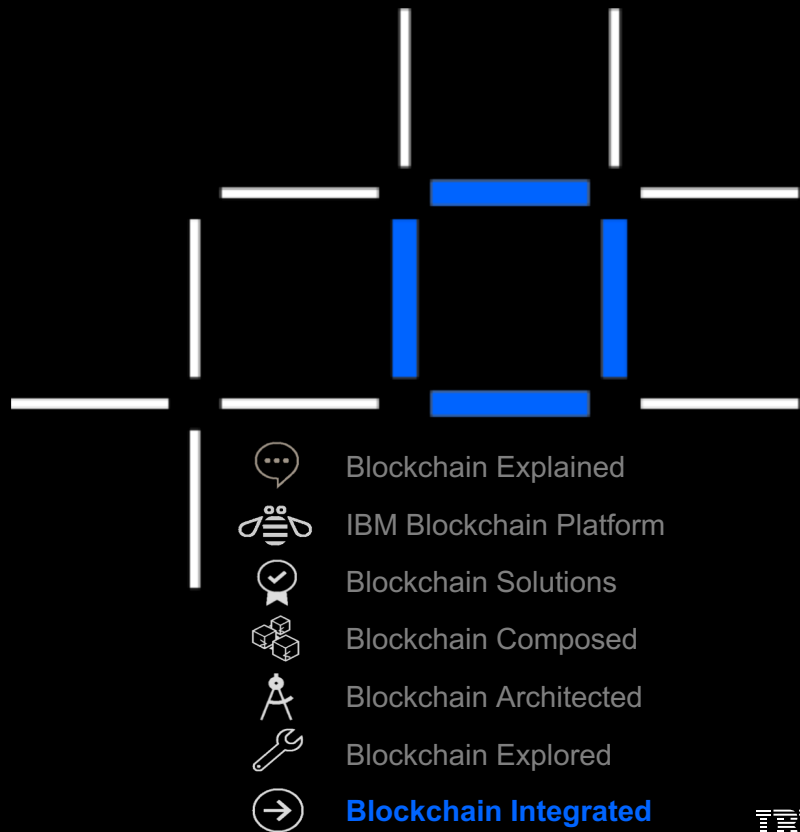 Blockchain Explained
IBM Blockchain Platform
Blockchain Solutions
Blockchain Composed
Blockchain Architected
Blockchain Explored
Blockchain Integrated